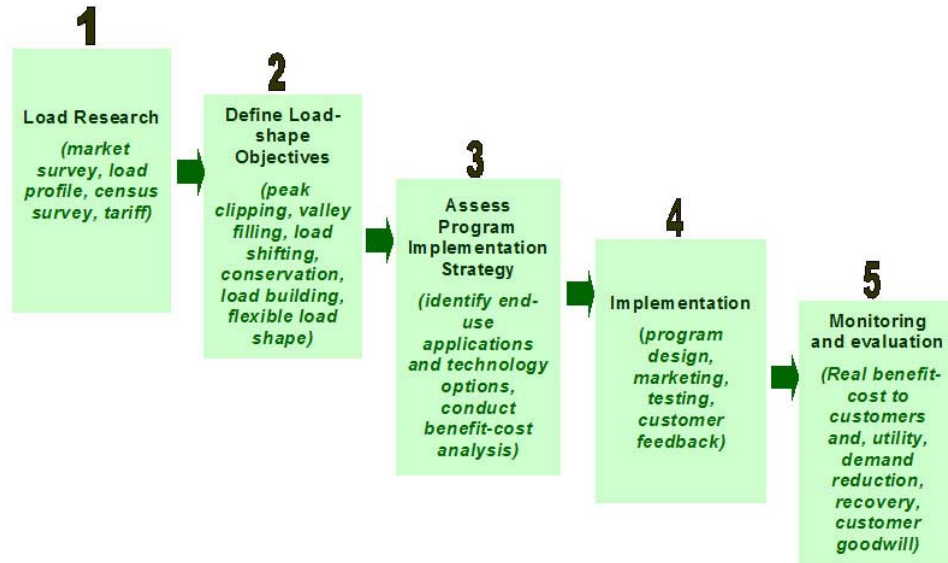 1
Load Research
(market
survey, load
profile, census
survey, tariff)
2
Define Load-
shape
Objectives
(peak
clipping, valley
filling, load
shifting,
conservation,
load building,
flexible load
shape)
3
Assess
Program
Implementation
Strategy
(identify end-
use
applications
and technology
options,
conduct
benefit-cost
analysis)
4
Implementation
(program
design,
marketing,
testing,
customer
feedback)
5
Monitoring
and evaluation
(Real benefit-
cost to
customers
and, utility,
demand
reduction,
recovery,
customer
goodwill)